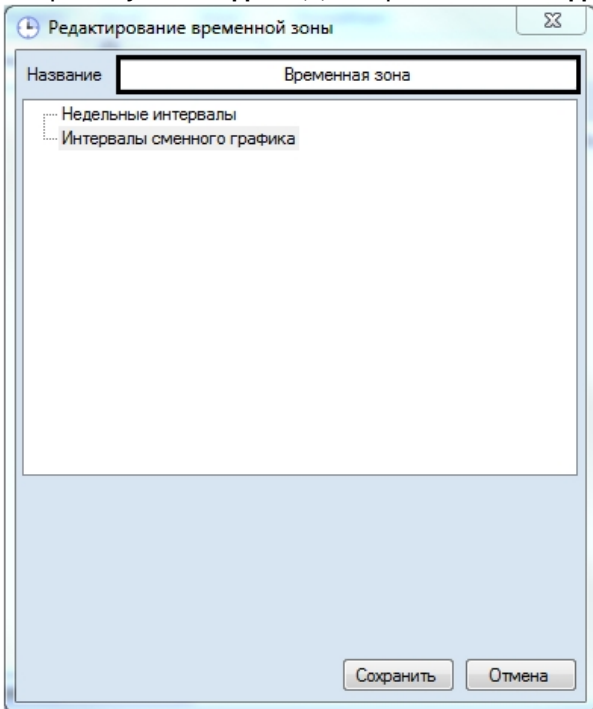 Редактирование временной зоны
Название Временная зона
Недельные интервалы
Интервалы сменного графика
Сохранить Отмена